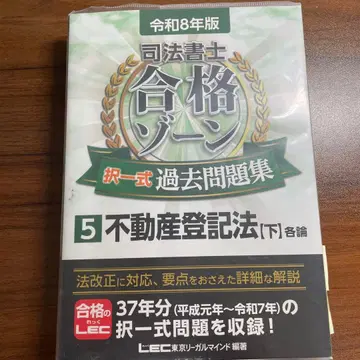 令和8年版
司法書士
合格
ゾーン
択一式 過去問題集
5 不動産登記法[下]各論
法改正に対応、要点をおさえた詳細な解説
合格の
LEC
37年分(平成元年~令和7年)の
択一式問題を収録!
LEC東京リーガルマインド 編著